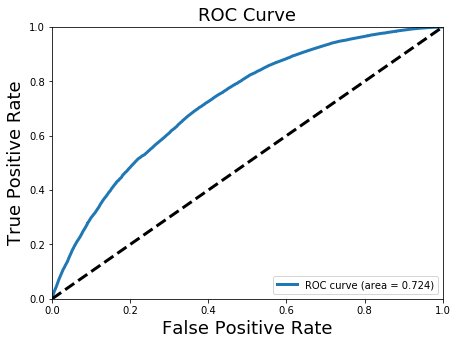 ROC Curve
True Positive Rate
1.0
0.8
0.6
0.4
0.2
0.0
ROC curve (area = 0.724)
0.0 0.2 0.4 0.6 0.8 1.0
False Positive Rate